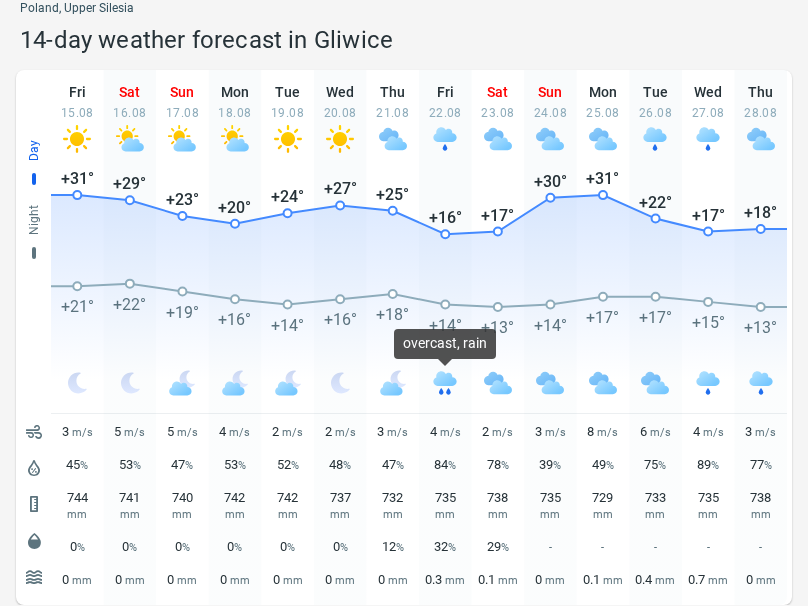 Poland, Upper Silesia
14-day weather forecast in Gliwice
Fri Sat Sun Mon Tue Wed Thu Fri Sat Sun Mon Tue Wed Thu
15.08 16.08 17.08 18.08 19.08 20.08 21.08 22.08 23.08 24.08 25.08 26.08 27.08 28.08
Day
+31° +29° +23° +20° +24° +27° +25° +16° +17° +30° +31° +22° +17° +18°
Night
+21° +22° +19° +16° +14° +16° +18° +14° +13° +14° +17° +17° +15° +13°
overcast, rain
3 m/s 5 m/s 5 m/s 4 m/s 2 m/s 2 m/s 3 m/s 4 m/s 2 m/s 3 m/s 8 m/s 6 m/s 4 m/s 3 m/s
45% 53% 47% 53% 52% 48% 47% 84% 78% 39% 49% 75% 89% 77%
744 741 740 742 742 737 732 735 738 735 729 733 735 738
mm mm mm mm mm mm mm mm mm mm mm mm mm mm
0% 0% 0% 0% 0% 0% 12% 32% 29% - - - - -
0 mm 0 mm 0 mm 0 mm 0 mm 0 mm 0 mm 0.3 mm 0.1 mm 0 mm 0.1 mm 0.4 mm 0.7 mm 0 mm